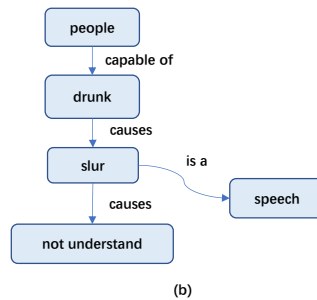 people
capable of
drunk
causes
slur
is a
speech
causes
not understand
(b)